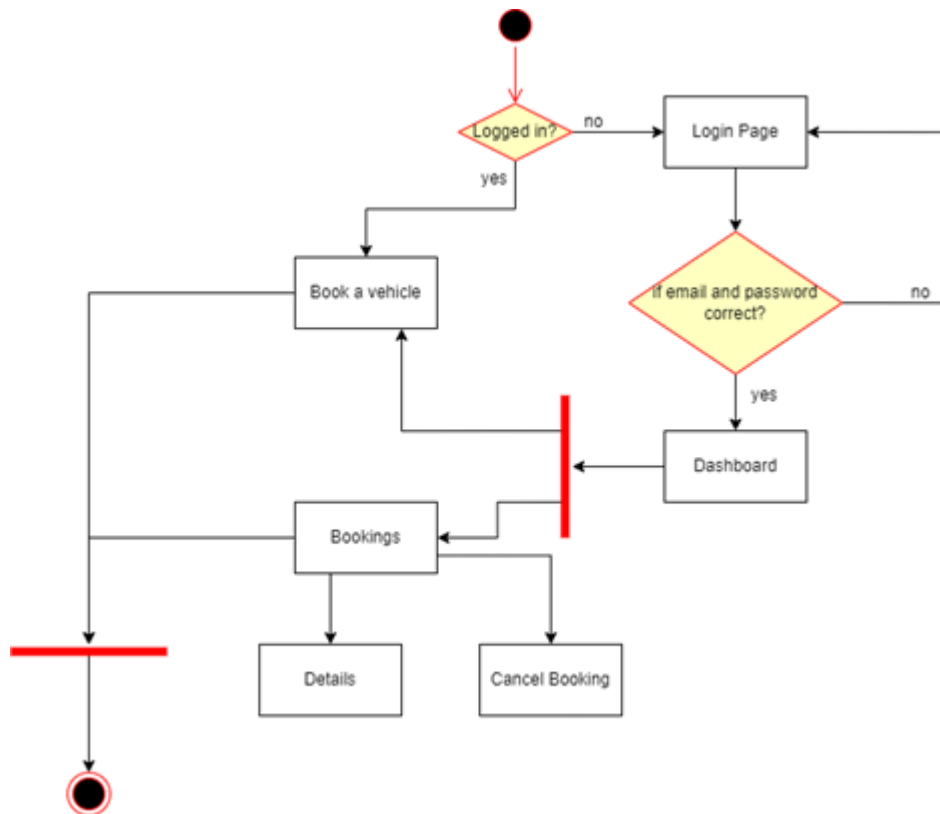 Logged in?
no
Login Page
yes
Book a vehicle
if email and password
correct?
no
yes
Dashboard
Bookings
Details
Cancel Booking